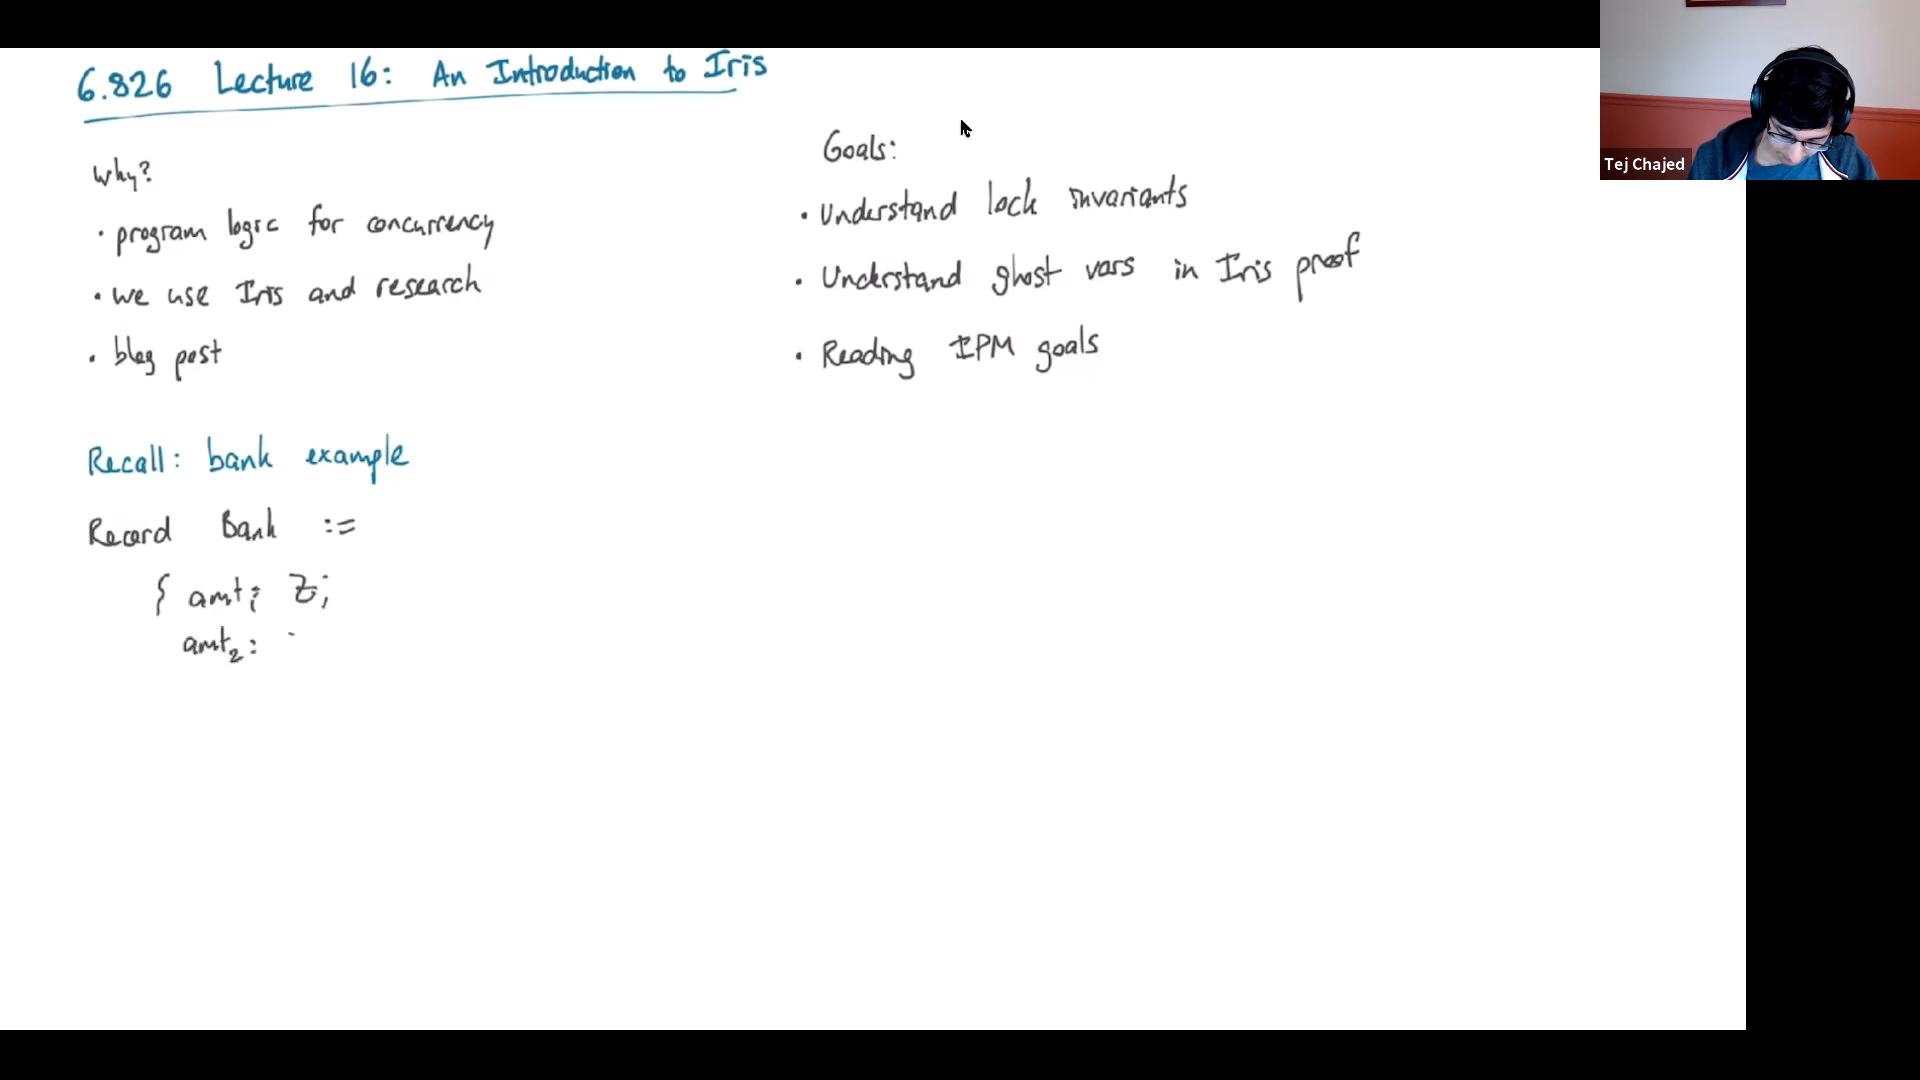 6.826 Lecture 16: An Introduction to Iris
Why?
• program logic for concurrency
• we use Iris and research
• blog post
Goals:
• Understand lock invariants
• Understand ghost vars in Iris proof
• Reading IPM goals
Recall: bank example
Record Bank :=
{ amt₁: Z;
amt₂:
Tej Chajed